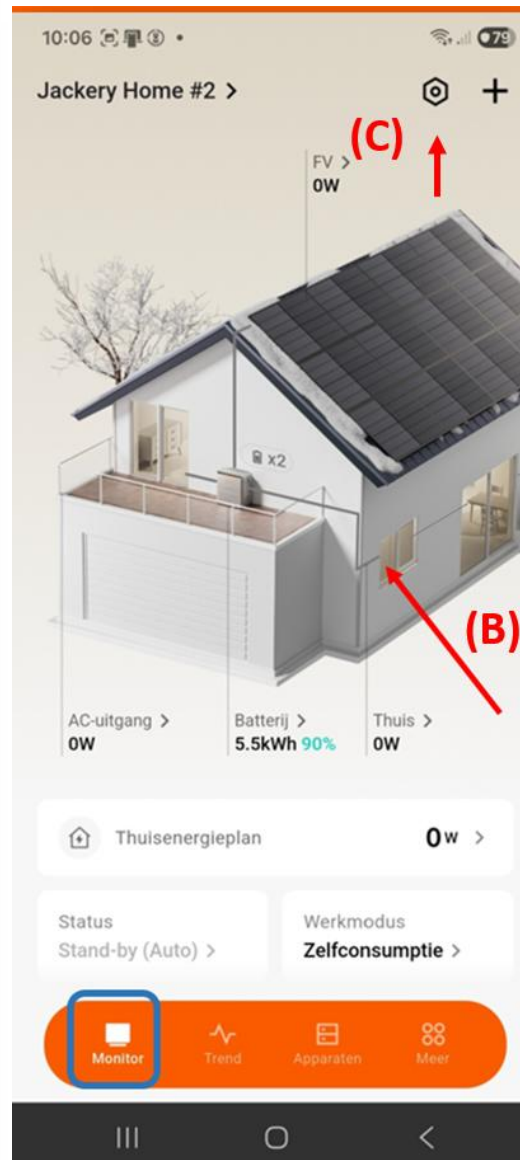 10:06
79
Jackery Home #2 >
(C)
FV >
0W
x2
(B)
AC-uitgang >
0W
Batterij >
5.5kWh 90%
Thuis >
0W
Thuisenergieplan
0 W >
Status
Stand-by (Auto) >
Werkmodus
Zelfconsumptie >
Monitor
Trend
Apparaten
Meer